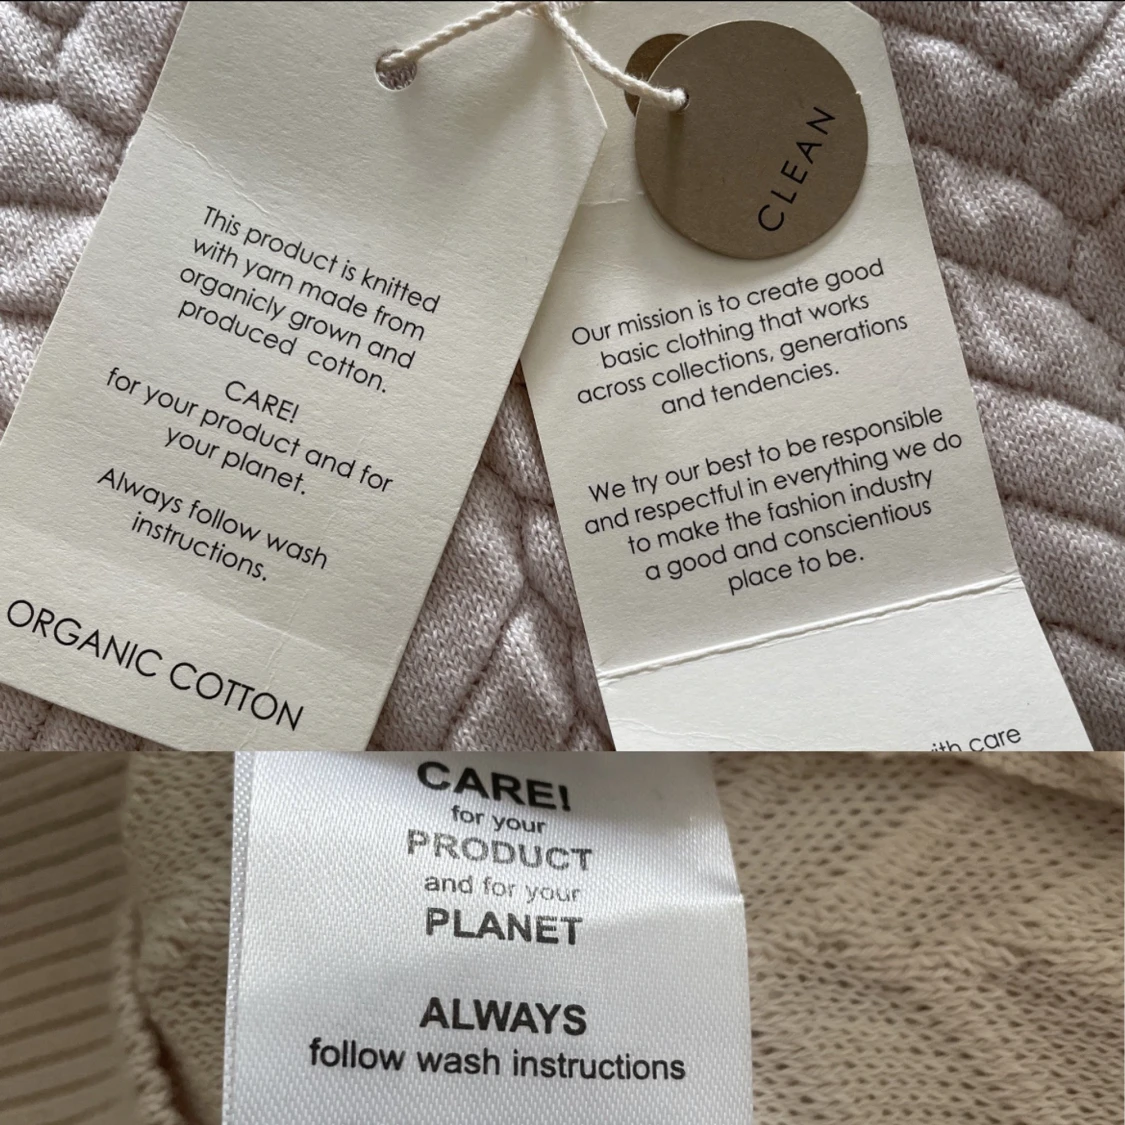 This product is knitted
with yarn made from
organicly grown and
produced cotton.
CARE!
for your product and for
your planet.
Always follow wash
instructions.
ORGANIC COTTON
CLEAN
Our mission is to create good
basic clothing that works
across collections, generations
and tendencies.
We try our best to be responsible
and respectful in everything we do
to make the fashion industry
a good and conscientious
place to be.
care
CARE!
for your
PRODUCT
and for your
PLANET
ALWAYS
follow wash instructions